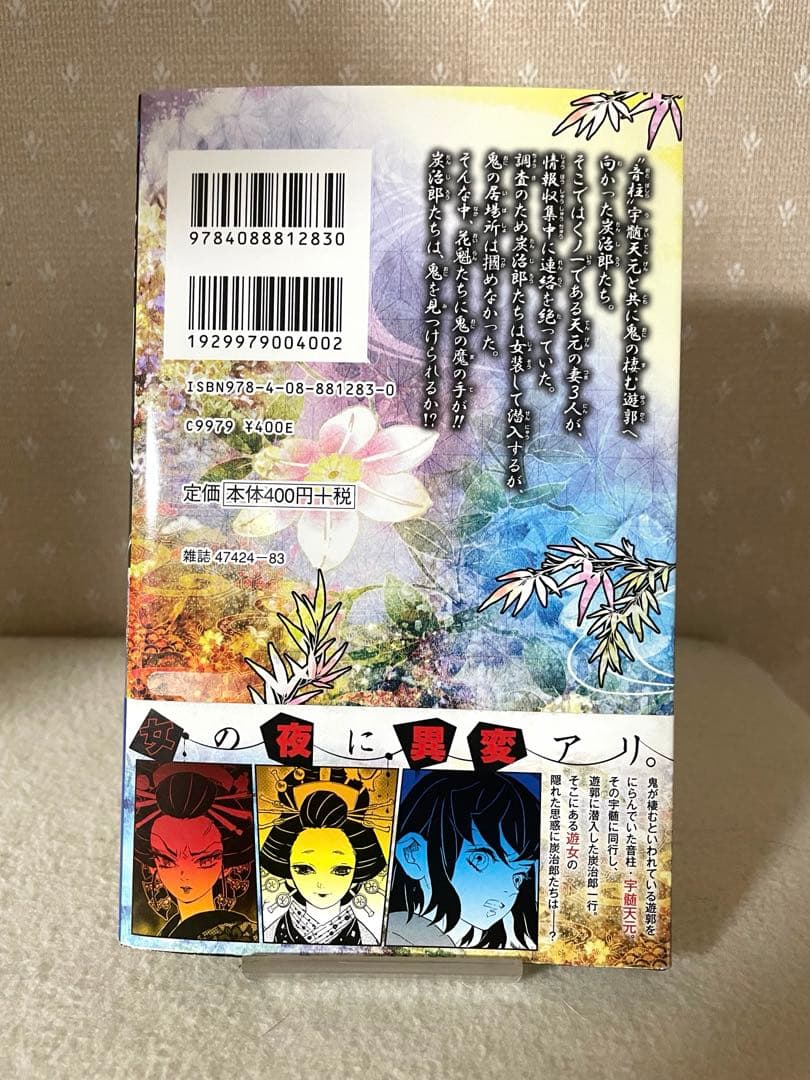 "音柱"宇髄天元と共に鬼の棲む遊郭へ
向かった炭治郎たち。
そこではくノ一である天元の妻3人が、
情報収集中に連絡を絶っていた。
調査のため炭治郎たちは女装して潜入するが、
鬼の居場所は掴めなかった。
そんな中、花魁たちに鬼の魔の手が!!
炭治郎たちは、鬼を見つけられるか!?
9784088812830
1929979004002
ISBN978-4-08-881283-0
C9979 ¥400E
定価 本体400円+税
雑誌 47424-83
女の夜に異変アリ。
鬼が棲むといわれている遊郭を
にらんでいた音柱・宇髄天元。
その宇髄に同行し、
遊郭に潜入した炭治郎一行。
そこにある遊女の
隠れた思惑に炭治郎たちは――?